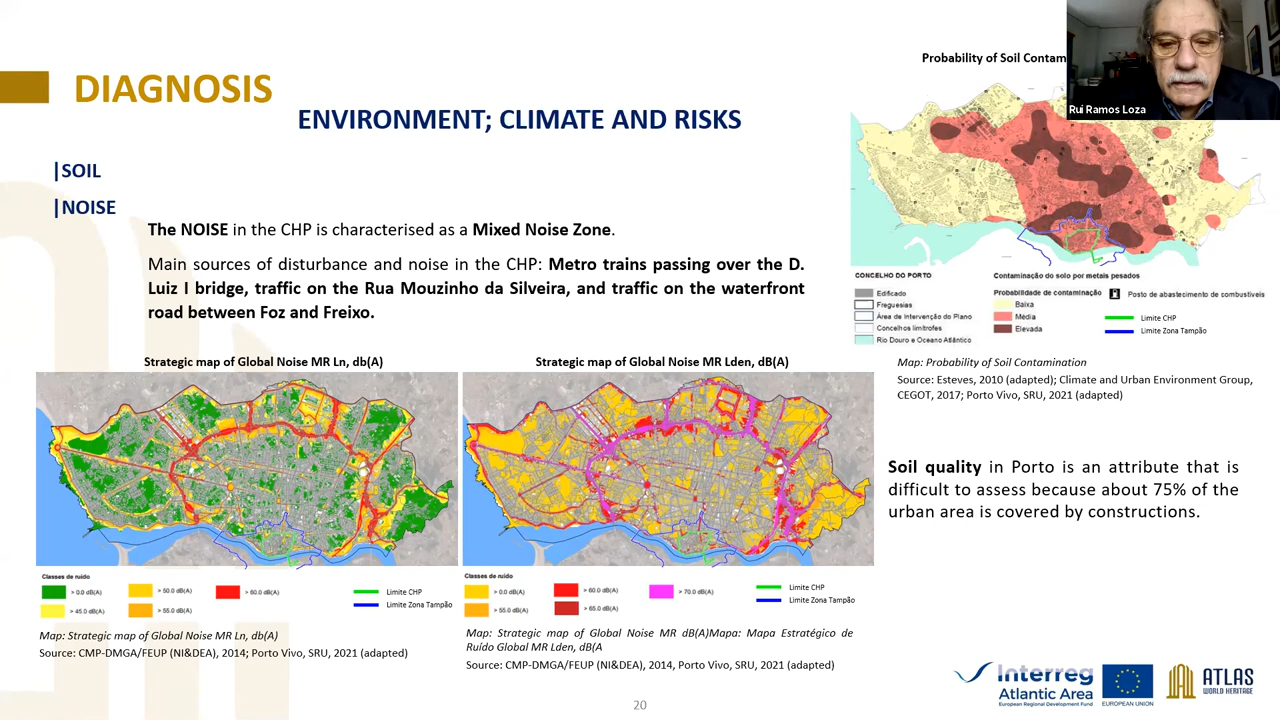 DIAGNOSIS
ENVIRONMENT; CLIMATE AND RISKS
|SOIL
|NOISE
The NOISE in the CHP is characterised as a Mixed Noise Zone.
Main sources of disturbance and noise in the CHP: Metro trains passing over the D.
Luiz I bridge, traffic on the Rua Mouzinho da Silveira, and traffic on the waterfront
road between Foz and Freixo.
Strategic map of Global Noise MR Ln, db(A)
Classes de ruído
> 0.0 dB(A)
> 45.0 dB(A)
> 50.0 dB(A)
> 55.0 dB(A)
> 60.0 dB(A)
Limite CHP
Limite Zona Tampão
Map: Strategic map of Global Noise MR Ln, db(A)
Source: CMP-DMGA/FEUP (NI&DEA), 2014; Porto Vivo, SRU, 2021 (adapted)
Strategic map of Global Noise MR Lden, dB(A)
Classes de ruído
> 0.0 dB(A)
> 55.0 dB(A)
> 60.0 dB(A)
> 65.0 dB(A)
> 70.0 dB(A)
Limite CHP
Limite Zona Tampão
Map: Strategic map of Global Noise MR dB(A)Mapa: Mapa Estratégico de
Ruído Global MR Lden, dB(A
Source: CMP-DMGA/FEUP (NI&DEA), 2014, Porto Vivo, SRU, 2021 (adapted)
Probability of Soil Contam
Rui Ramos Loza
CONCELHO DO PORTO
Edificado
Freguesias
Área de Intervenção do Plano
Concelhos limítrofes
Rio Douro e Oceano Atlântico
Contaminação do solo por metais pesados
Probabilidade de contaminação
Baixa
Média
Elevada
Posto de abastecimento de combustíveis
Limite CHP
Limite Zona Tampão
Map: Probability of Soil Contamination
Source: Esteves, 2010 (adapted); Climate and Urban Environment Group,
CEGOT, 2017; Porto Vivo, SRU, 2021 (adapted)
Soil quality in Porto is an attribute that is
difficult to assess because about 75% of the
urban area is covered by constructions.
Interreg
Atlantic Area
European Regional Development Fund
EUROPEAN UNION
ATLAS
WORLD HERITAGE
20